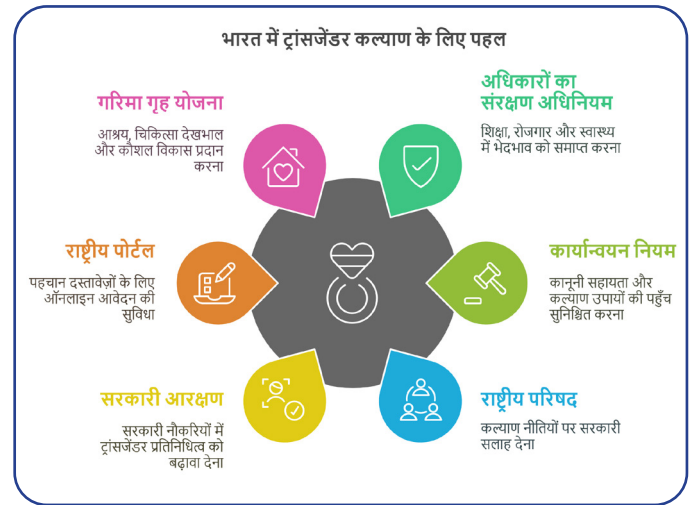 भारत में ट्रांसजेंडर कल्याण के लिए पहल
गरिमा गृह योजना
आश्रय, चिकित्सा देखभाल
और कौशल विकास प्रदान
करना
अधिकारों का
संरक्षण अधिनियम
शिक्षा, रोजगार और स्वास्थ्य
में भेदभाव को समाप्त करना
राष्ट्रीय पोर्टल
पहचान दस्तावेज़ों के लिए
ऑनलाइन आवेदन की
सुविधा
कार्यान्वयन नियम
कानूनी सहायता और
कल्याण उपायों की पहुँच
सुनिश्चित करना
सरकारी आरक्षण
सरकारी नौकरियों में
ट्रांसजेंडर प्रतिनिधित्व को
बढ़ावा देना
राष्ट्रीय परिषद
कल्याण नीतियों पर सरकारी
सलाह देना